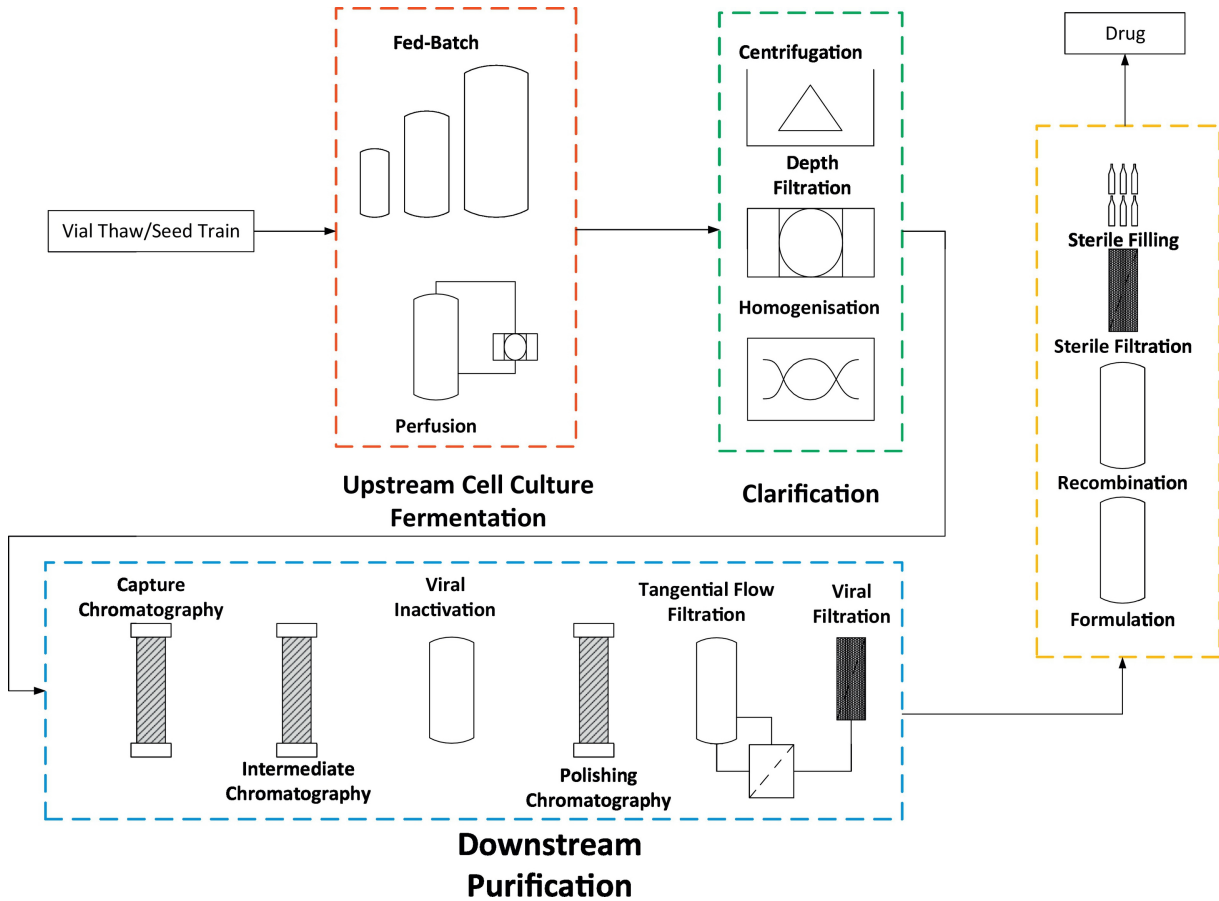 Vial Thaw/Seed Train
Fed-Batch
Perfusion
Upstream Cell Culture
Fermentation
Centrifugation
Depth
Filtration
Homogenisation
Clarification
Capture
Chromatography
Intermediate
Chromatography
Viral
Inactivation
Polishing
Chromatography
Tangential Flow
Filtration
Viral
Filtration
Downstream
Purification
Drug
Sterile Filling
Sterile Filtration
Recombination
Formulation